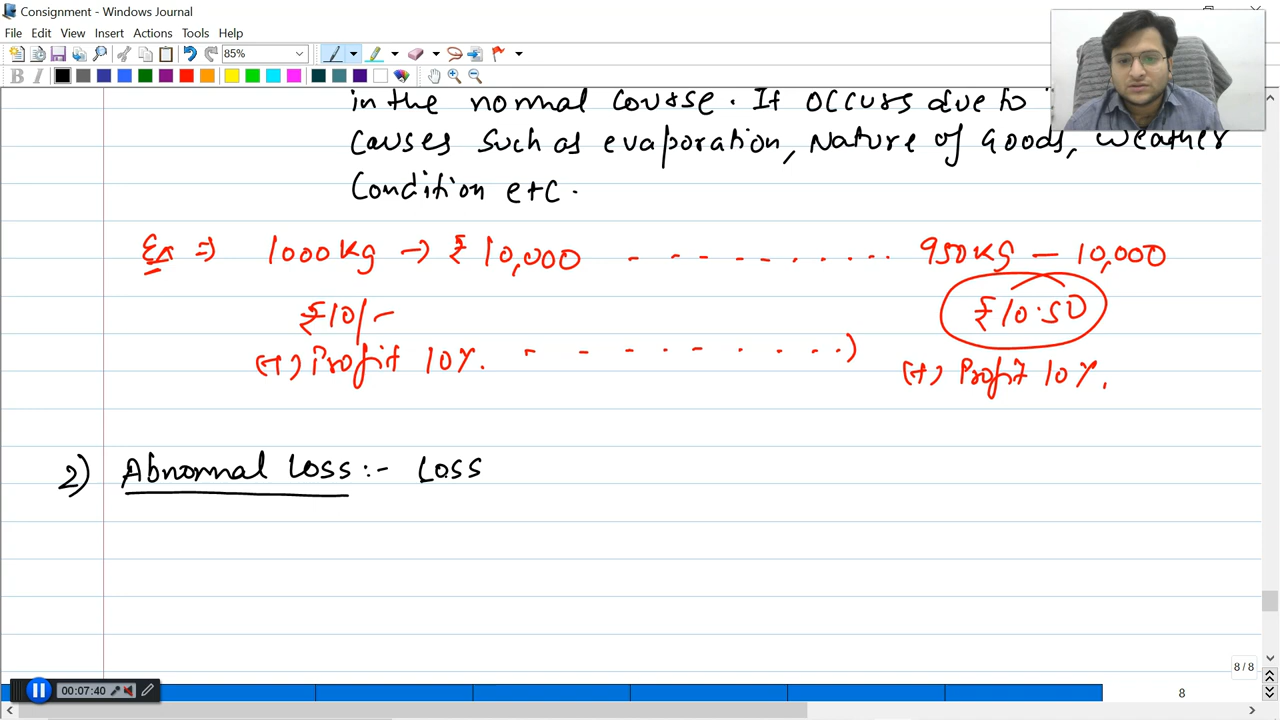 Consignment - Windows Journal
File Edit View Insert Actions Tools Help
85%
B I
in the normal Course. If occurs due to
Causes such as evaporation, Nature of Goods, weather
Condition etc.
Ex ⇒ 1000 Kg → ₹ 10,000 - - - - - - . . . . . . 950 Kg — 10,000
₹10/- ₹10.50
(+) Profit 10%. - - - - . - . . . . . ) (+) Profit 10%.
2) Abnormal Loss :- Loss
8 / 8
00:07:40
8